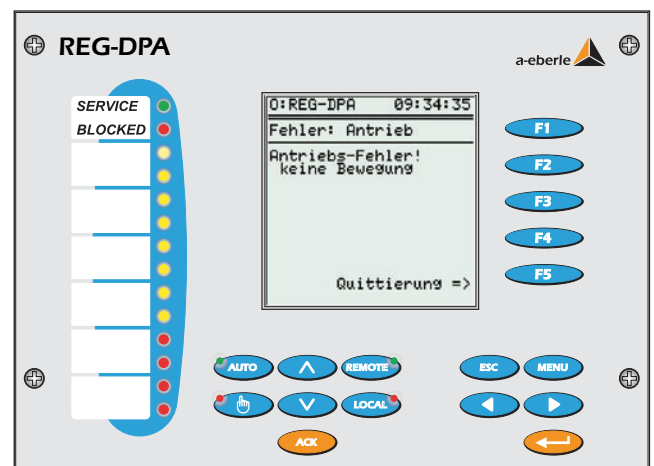 REG-DPA
a-eberle
SERVICE
BLOCKED
0:REG-DPA 09:34:35
Fehler: Antrieb
Antriebs-Fehler!
keine Bewegung
Quittierung =>
F1
F2
F3
F4
F5
AUTO
REMOTE
LOCAL
ACK
ESC
MENU